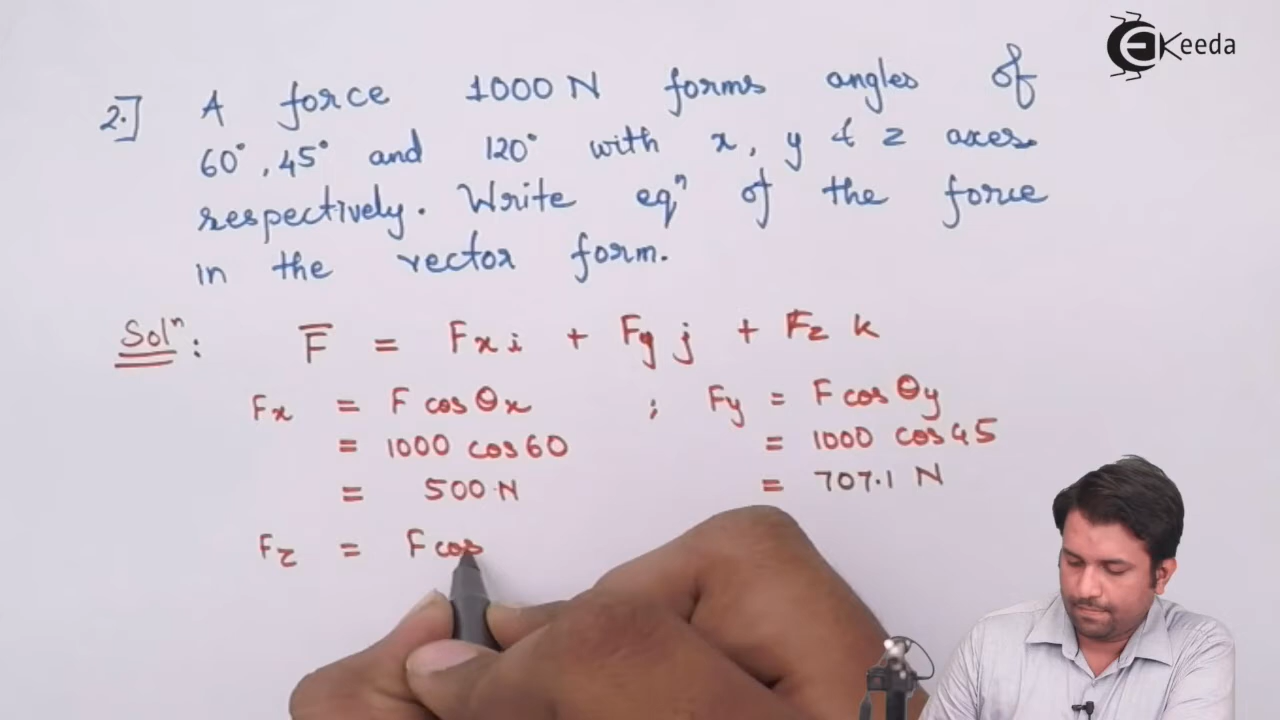 EKeeda
2.] A force 1000 N forms angles of
60°, 45° and 120° with x, y & z axes
respectively. Write eqⁿ of the force
in the vector form.
Solⁿ: F̅ = Fx i + Fy j + Fz k
Fx = F cos θx ; Fy = F cos θy
= 1000 cos 60 = 1000 cos 45
= 500 N = 707.1 N
Fz = F cos